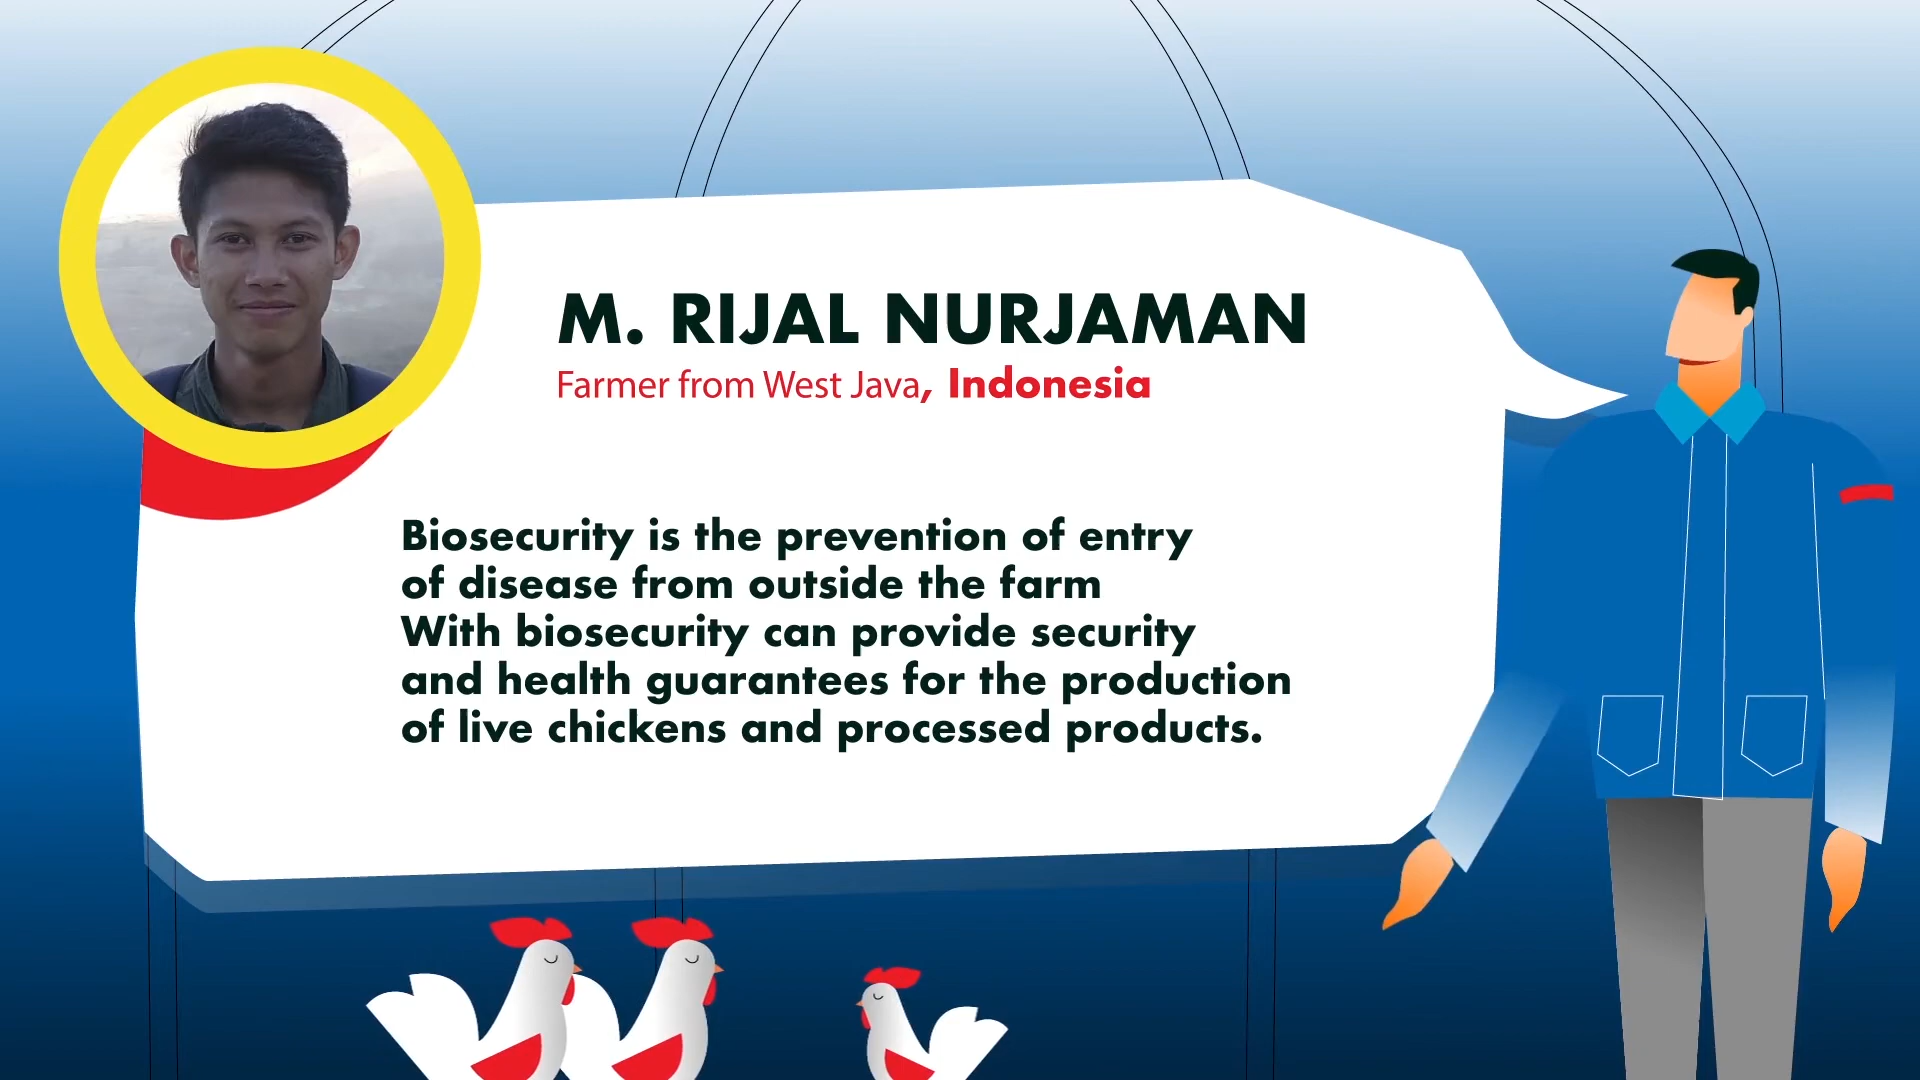 M. RIJAL NURJAMAN
Farmer from West Java, Indonesia
Biosecurity is the prevention of entry
of disease from outside the farm
With biosecurity can provide security
and health guarantees for the production
of live chickens and processed products.